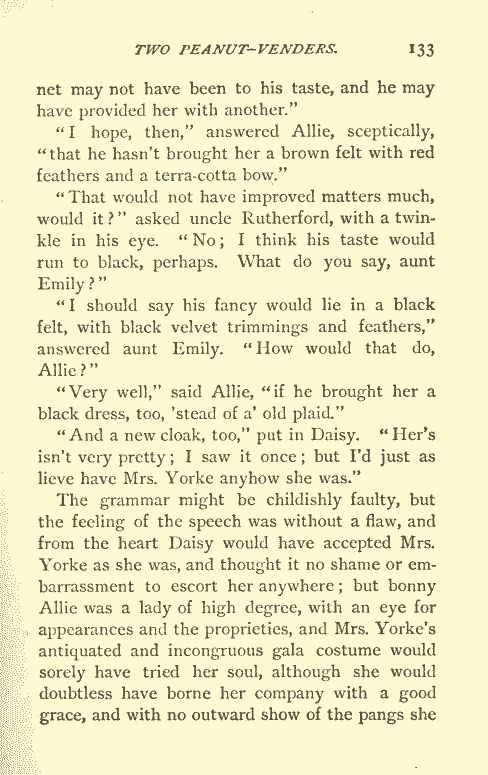 TWO PEANUT-VENDERS. 133
net may not have been to his taste, and he may
have provided her with another."
"I hope, then," answered Allie, sceptically,
"that he hasn't brought her a brown felt with red
feathers and a terra-cotta bow."
"That would not have improved matters much,
would it?" asked uncle Rutherford, with a twin-
kle in his eye. "No; I think his taste would
run to black, perhaps. What do you say, aunt
Emily?"
"I should say his fancy would lie in a black
felt, with black velvet trimmings and feathers,"
answered aunt Emily. "How would that do,
Allie?"
"Very well," said Allie, "if he brought her a
black dress, too, 'stead of a' old plaid."
"And a new cloak, too," put in Daisy. "Her's
isn't very pretty; I saw it once; but I'd just as
lieve have Mrs. Yorke anyhow she was."
The grammar might be childishly faulty, but
the feeling of the speech was without a flaw, and
from the heart Daisy would have accepted Mrs.
Yorke as she was, and thought it no shame or em-
barrassment to escort her anywhere; but bonny
Allie was a lady of high degree, with an eye for
appearances and the proprieties, and Mrs. Yorke's
antiquated and incongruous gala costume would
sorely have tried her soul, although she would
doubtless have borne her company with a good
grace, and with no outward show of the pangs she